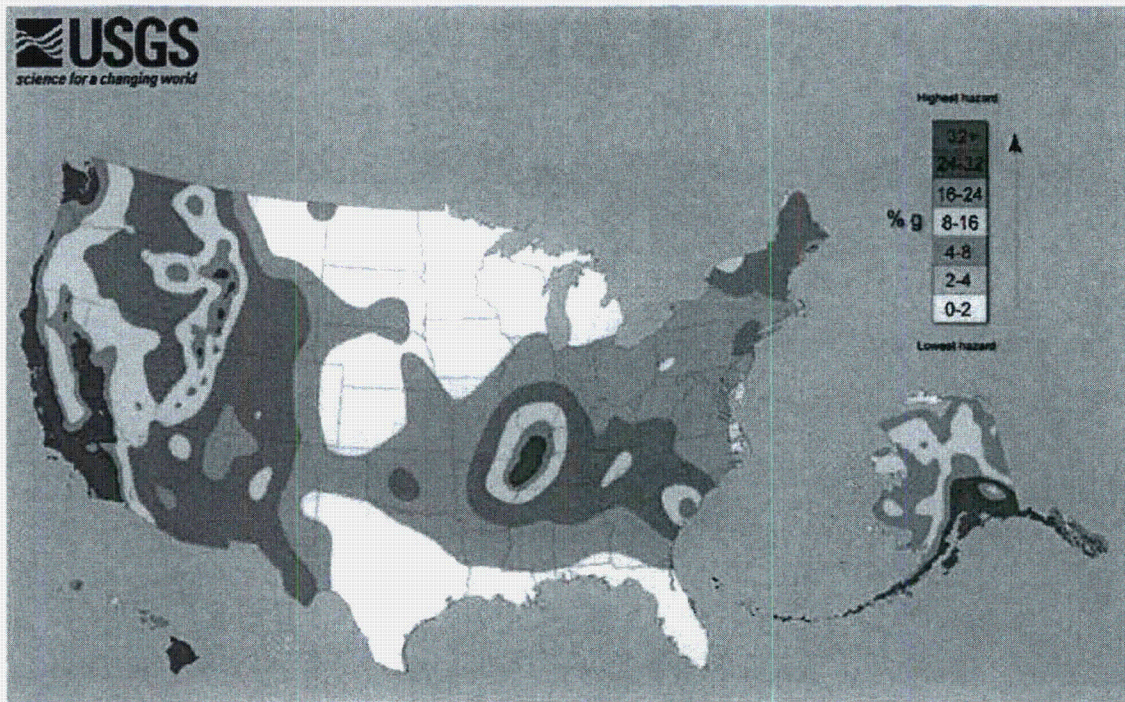 USGS
science for a changing world
Highest hazard
32+
24-32
16-24
% g
8-16
4-8
2-4
0-2
Lowest hazard